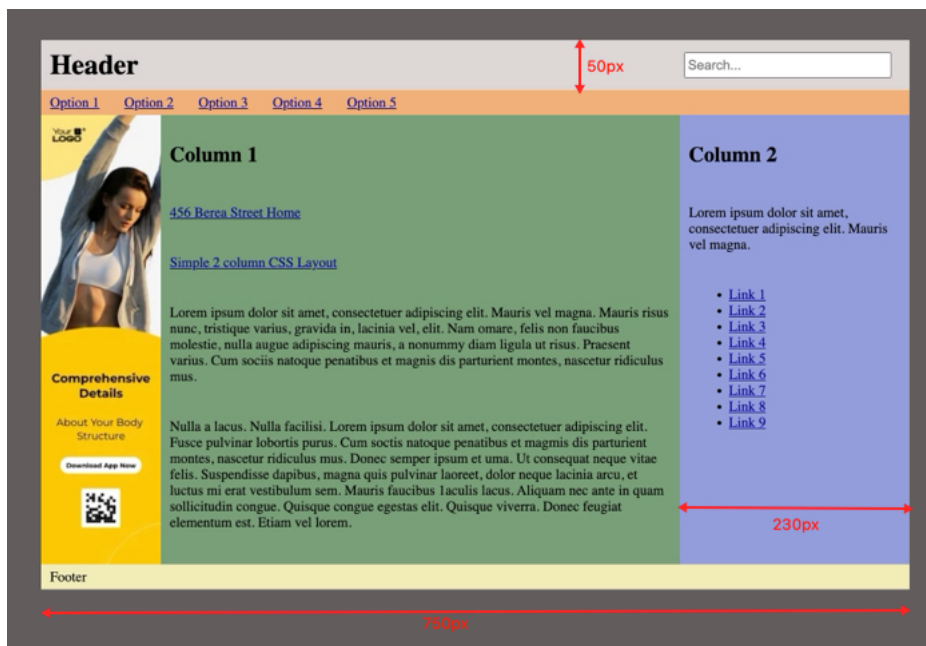 Header
50px
Search...
Option 1 Option 2 Option 3 Option 4 Option 5
Your
LOGO
Comprehensive
Details
About Your Body
Structure
Download App Now
Column 1
456 Berea Street Home
Simple 2 column CSS Layout
Lorem ipsum dolor sit amet, consectetuer adipiscing elit. Mauris vel magna. Mauris risus
nunc, tristique varius, gravida in, lacinia vel, elit. Nam omare, felis non faucibus
molestie, nulla augue adipiscing mauris, a nonummy diam ligula ut risus. Praesent
varius. Cum sociis natoque penatibus et magnis dis parturient montes, nascetur ridiculus
mus.
Nulla a lacus. Nulla facilisi. Lorem ipsum dolor sit amet, consectetuer adipiscing elit.
Fusce pulvinar lobortis purus. Cum soctis natoque penatibus et magmis dis parturient
montes, nascetur ridiculus mus. Donec semper ipsum et uma. Ut consequat neque vitae
felis. Suspendisse dapibus, magna quis pulvinar laoreet, dolor neque lacinia arcu, et
luctus mi erat vestibulum sem. Mauris faucibus 1aculis lacus. Aliquam nec ante in quam
sollicitudin congue. Quisque congue egestas elit. Quisque viverra. Donec feugiat
elementum est. Etiam vel lorem.
Column 2
Lorem ipsum dolor sit amet,
consectetuer adipiscing elit. Mauris
vel magna.
Link 1
Link 2
Link 3
Link 4
Link 5
Link 6
Link 7
Link 8
Link 9
230px
Footer
750px